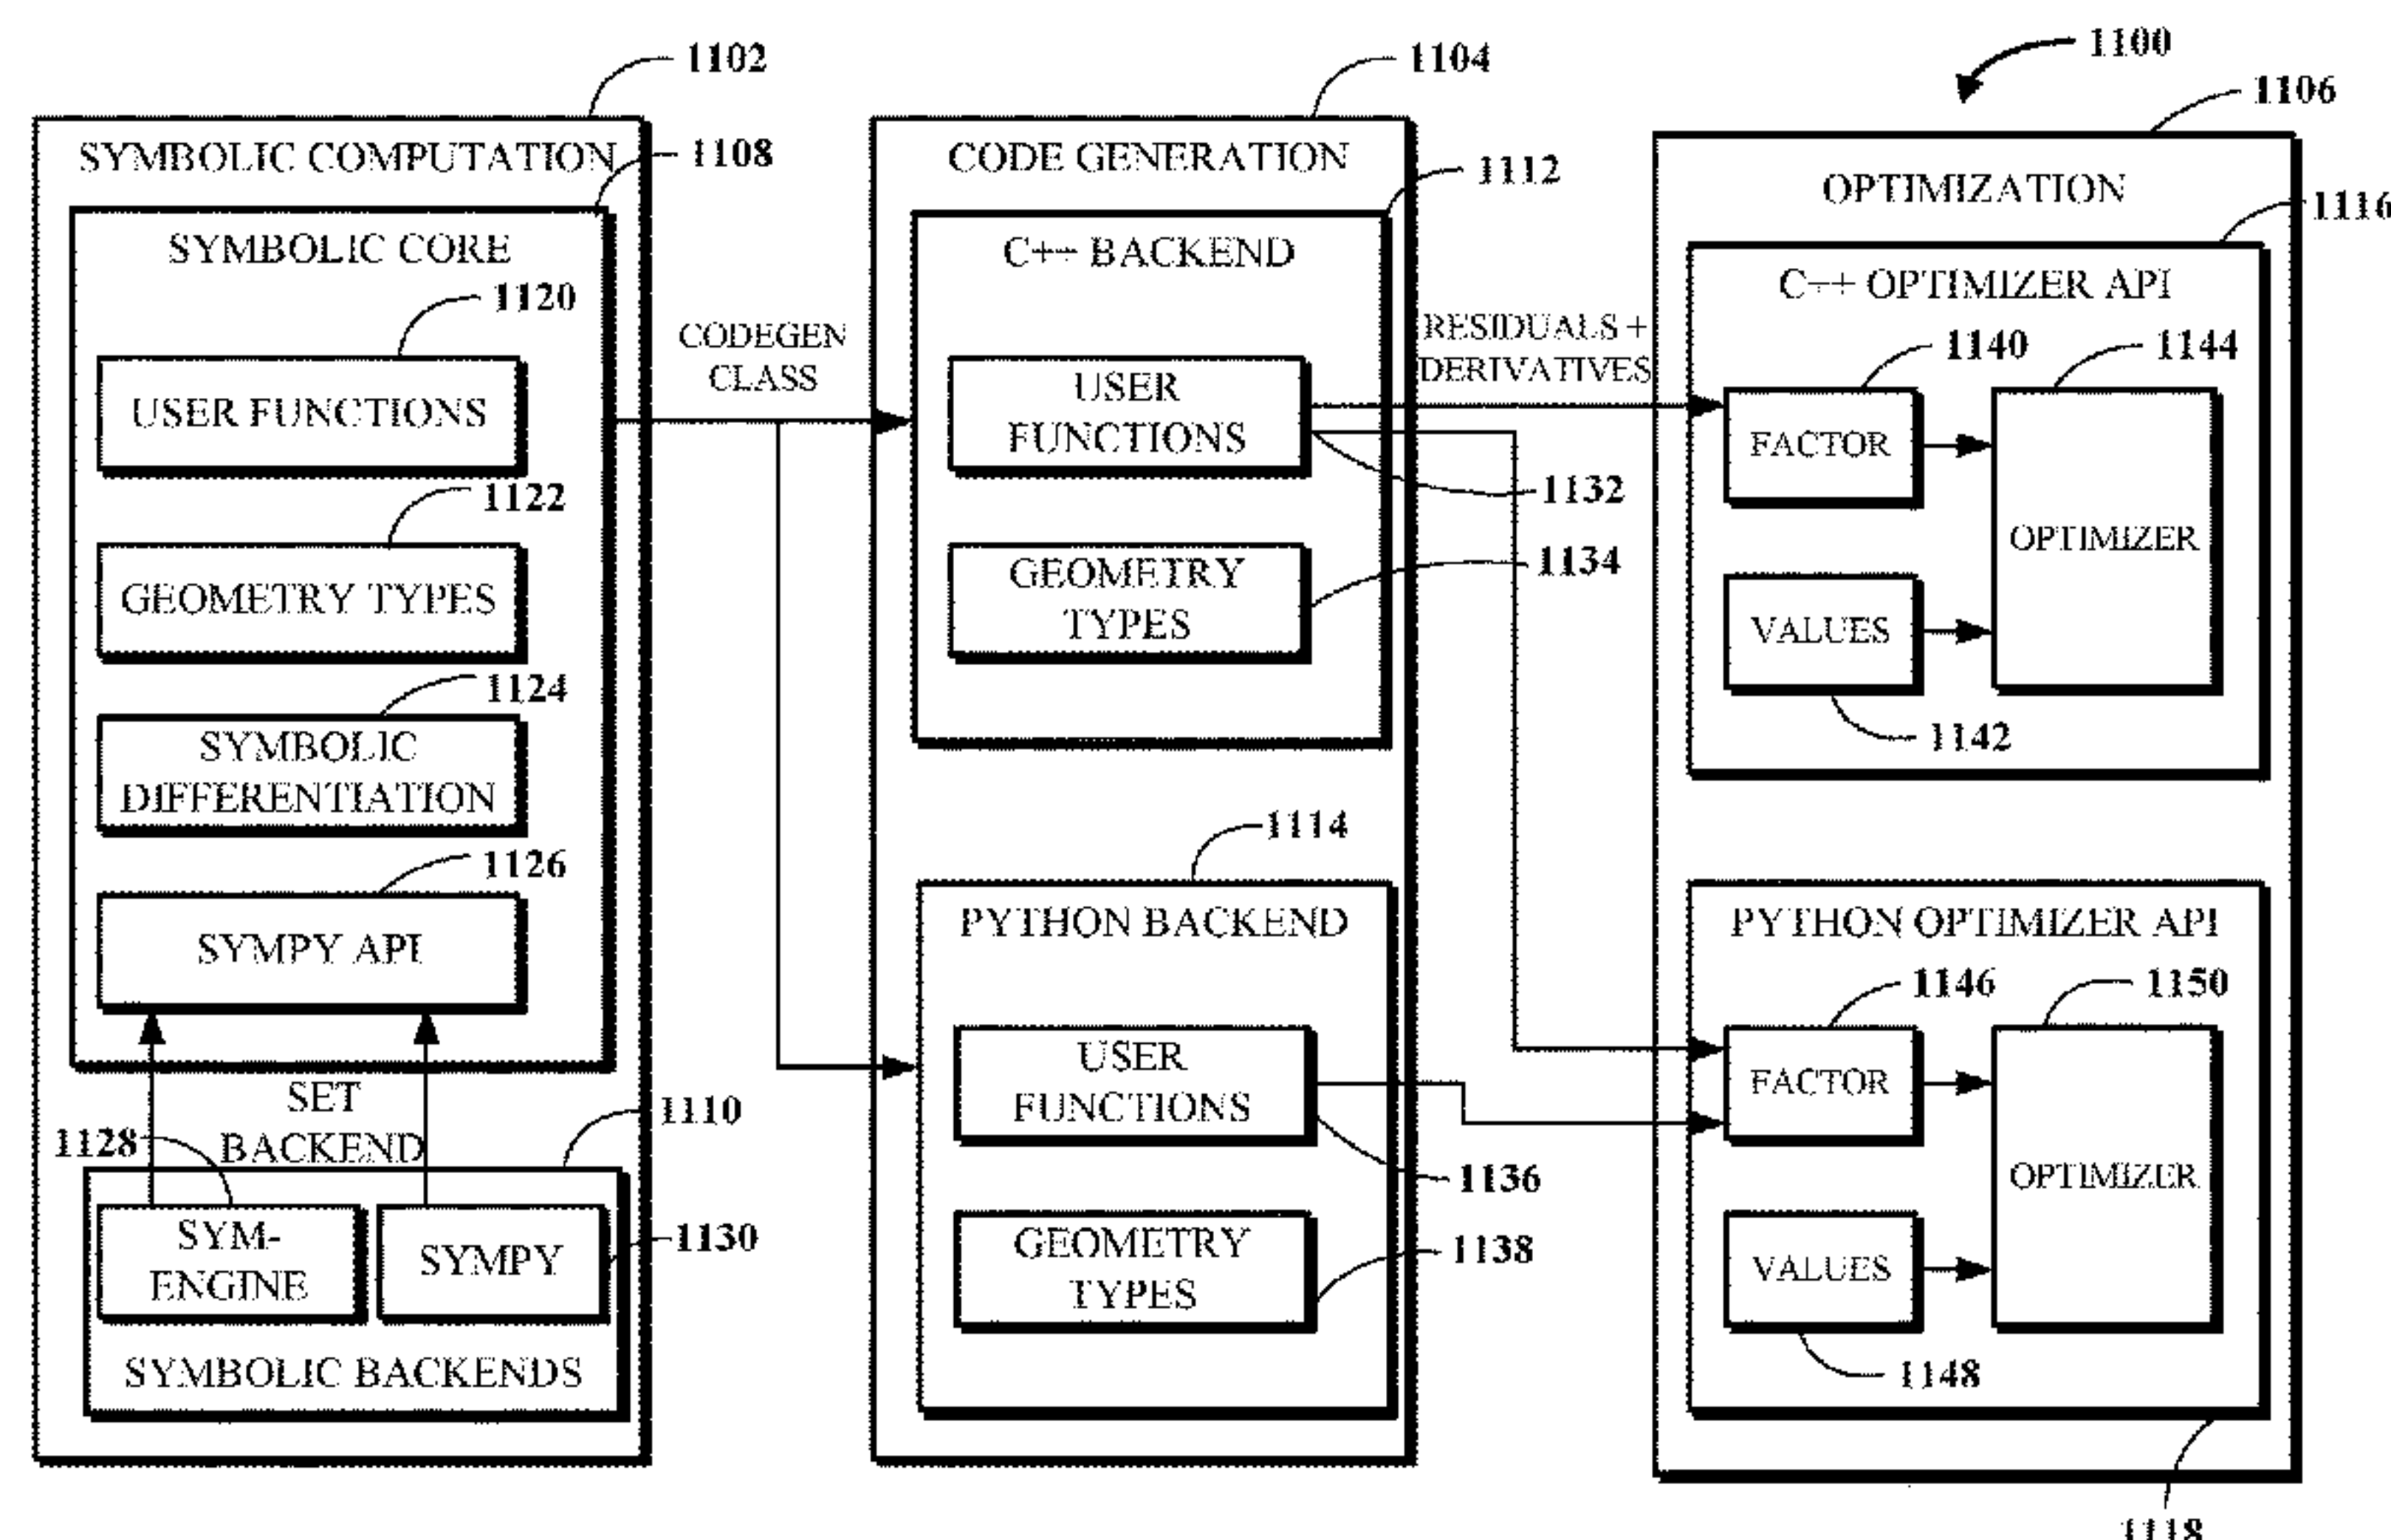 1100
1102
1104
1106
SYMBOLIC COMPUTATION
1108
SYMBOLIC CORE
1120
USER FUNCTIONS
1122
GEOMETRY TYPES
1124
SYMBOLIC
DIFFERENTIATION
1126
SYMPY API
SET
BACKEND
1110
1128
SYM-
ENGINE
SYMPY
1130
SYMBOLIC BACKENDS
CODEGEN
CLASS
CODE GENERATION
1112
C++ BACKEND
USER
FUNCTIONS
1132
GEOMETRY
TYPES
1134
1114
PYTHON BACKEND
USER
FUNCTIONS
1136
GEOMETRY
TYPES
1138
RESIDUALS +
DERIVATIVES
OPTIMIZATION
1116
C++ OPTIMIZER API
1140
1144
FACTOR
OPTIMIZER
VALUES
1142
PYTHON OPTIMIZER API
1146
1150
FACTOR
OPTIMIZER
VALUES
1148
1118